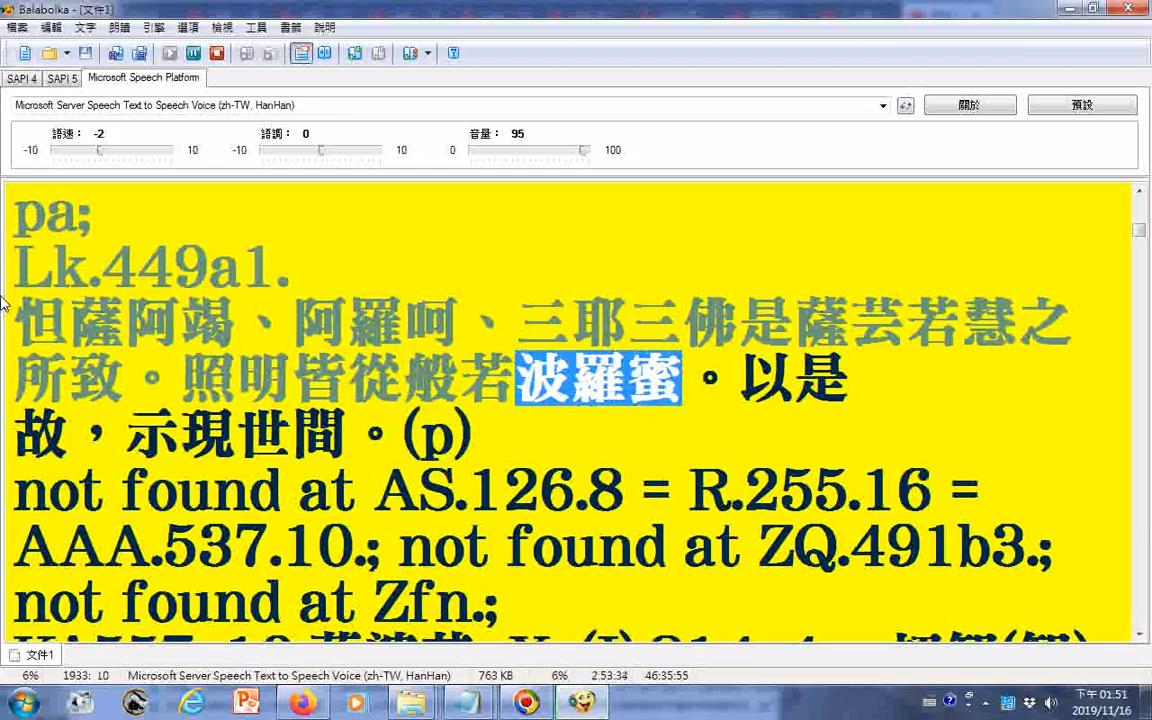 Balabolka - [文件1]
檔案 編輯 文字 朗讀 引擎 選項 檢視 工具 書籤 說明
SAPI 4 SAPI 5 Microsoft Speech Platform
Microsoft Server Speech Text to Speech Voice (zh-TW, HanHan) 關於 預設
語速： -2 語調： 0 音量： 95
-10 10 -10 10 0 100
pa;
Lk.449a1.
怛薩阿竭、阿羅呵、三耶三佛是薩芸若慧之
所致。照明皆從般若波羅蜜。以是
故，示現世間。(p)
not found at AS.126.8 = R.255.16 =
AAA.537.10.; not found at ZQ.491b3.;
not found at Zfn.;
文件1
6% 1933: 10 Microsoft Server Speech Text to Speech Voice (zh-TW, HanHan) 763 KB 6% 2:53:34 46:35:55
下午 01:51
2019/11/16